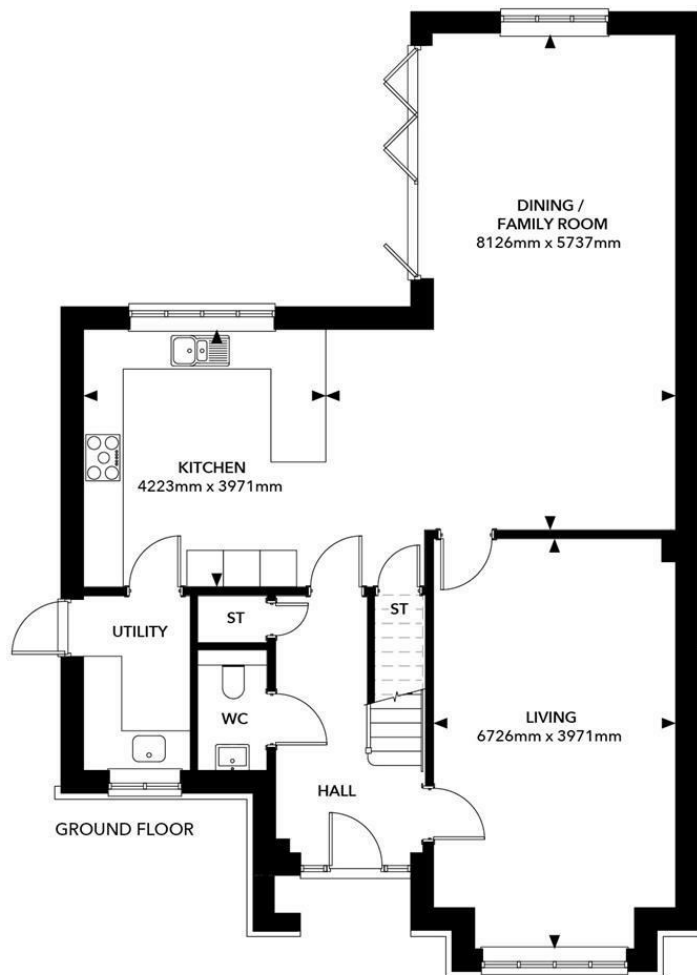 DINING /
FAMILY ROOM
8126mm x 5737mm
KITCHEN
4223mm x 3971mm
UTILITY
ST
ST
WC
LIVING
6726mm x 3971mm
HALL
GROUND FLOOR